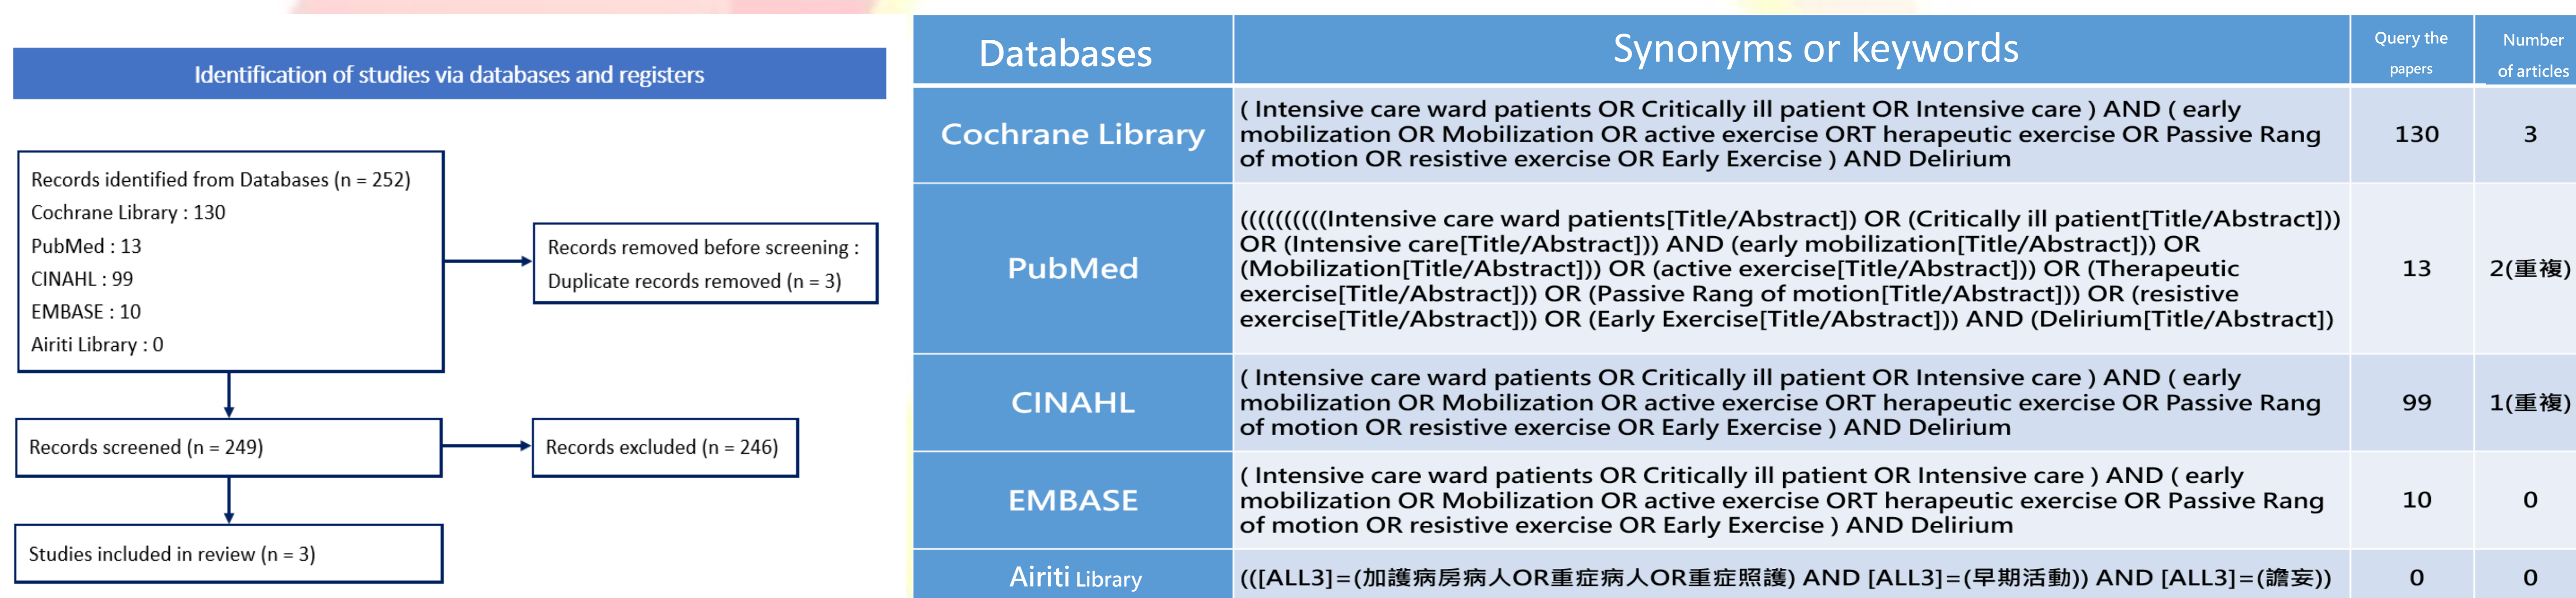 Identification of studies via databases and registers
Records identified from Databases (n = 252)
Cochrane Library : 130
PubMed : 13
CINAHL : 99
EMBASE : 10
Airiti Library : 0
Records removed before screening :
Duplicate records removed (n = 3)
Records screened (n = 249)
Records excluded (n = 246)
Studies included in review (n = 3)
Databases
Synonyms or keywords
Query the
papers
Number
of articles
Cochrane Library
( Intensive care ward patients OR Critically ill patient OR Intensive care ) AND ( early
mobilization OR Mobilization OR active exercise ORT herapeutic exercise OR Passive Rang
of motion OR resistive exercise OR Early Exercise ) AND Delirium
130
3
PubMed
((((((((((Intensive care ward patients[Title/Abstract]) OR (Critically ill patient[Title/Abstract]))
OR (Intensive care[Title/Abstract])) AND (early mobilization[Title/Abstract])) OR
(Mobilization[Title/Abstract])) OR (active exercise[Title/Abstract])) OR (Therapeutic
exercise[Title/Abstract])) OR (Passive Rang of motion[Title/Abstract])) OR (resistive
exercise[Title/Abstract])) OR (Early Exercise[Title/Abstract])) AND (Delirium[Title/Abstract])
13
2(重複)
CINAHL
( Intensive care ward patients OR Critically ill patient OR Intensive care ) AND ( early
mobilization OR Mobilization OR active exercise ORT herapeutic exercise OR Passive Rang
of motion OR resistive exercise OR Early Exercise ) AND Delirium
99
1(重複)
EMBASE
( Intensive care ward patients OR Critically ill patient OR Intensive care ) AND ( early
mobilization OR Mobilization OR active exercise ORT herapeutic exercise OR Passive Rang
of motion OR resistive exercise OR Early Exercise ) AND Delirium
10
0
Airiti Library
(([ALL3]=(加護病房病人OR重症病人OR重症照護) AND [ALL3]=(早期活動)) AND [ALL3]=(譫妄))
0
0